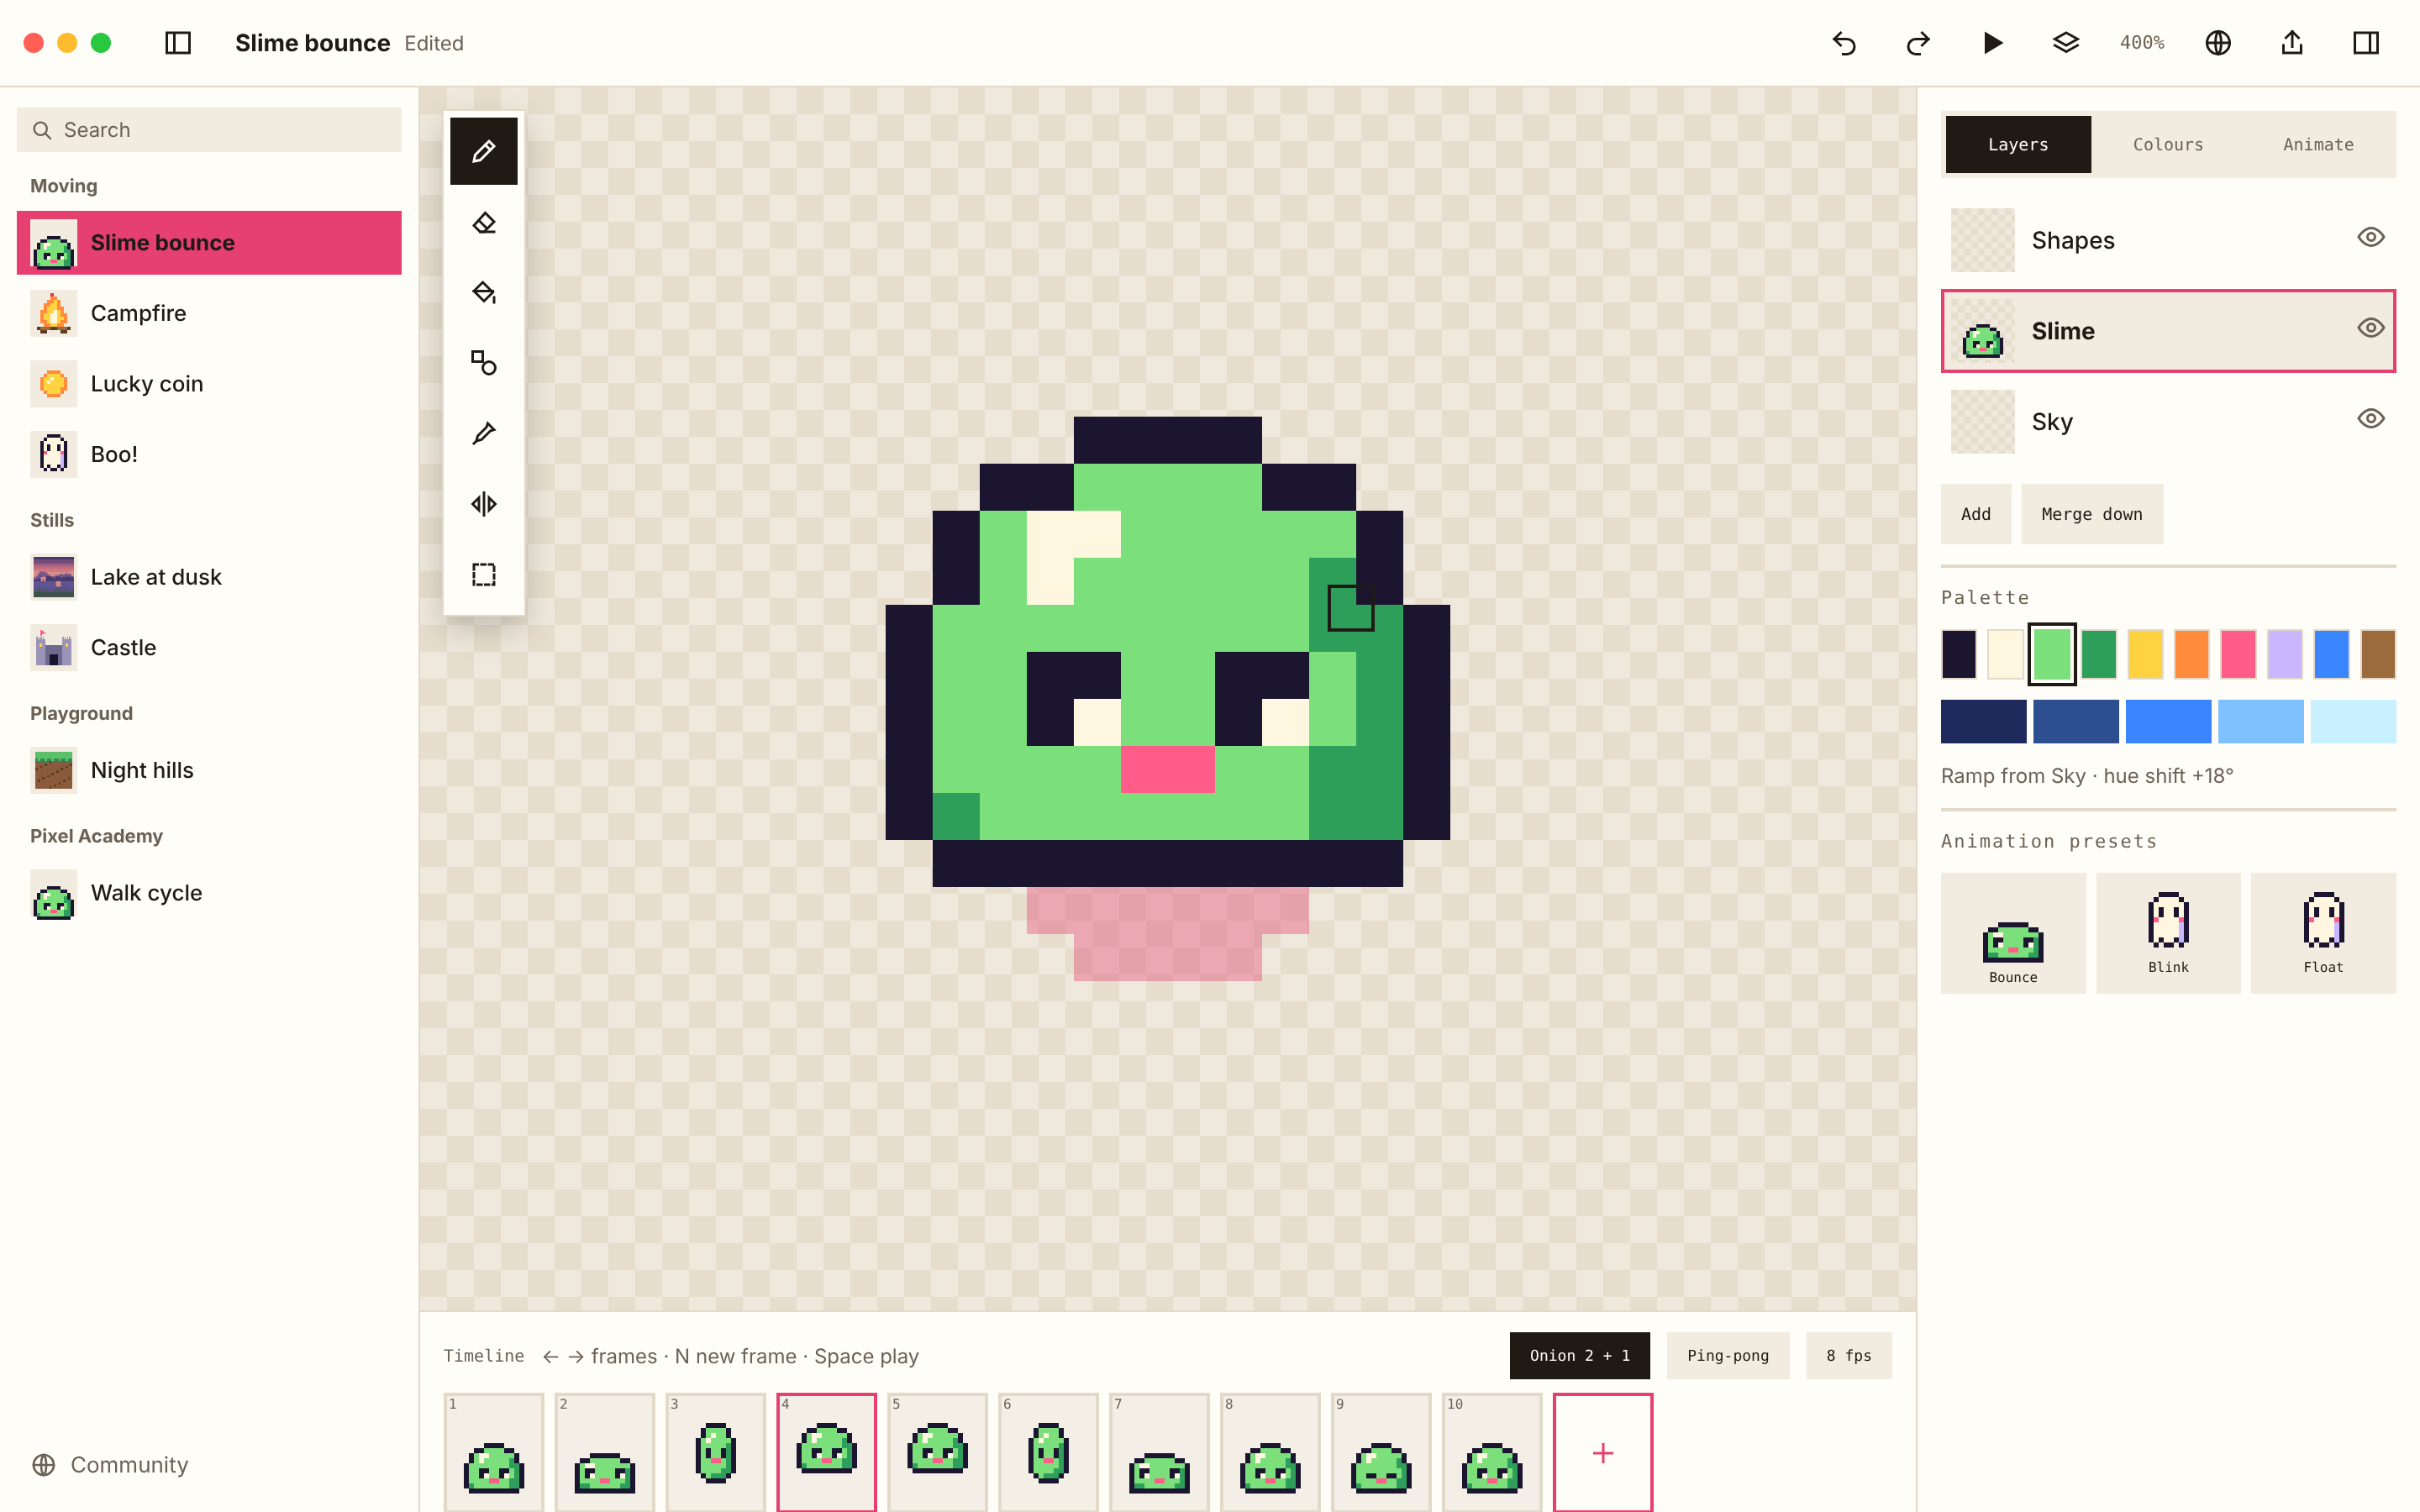 Slime bounce Edited
400%
Search
Moving
Slime bounce
Campfire
Lucky coin
Boo!
Stills
Lake at dusk
Castle
Playground
Night hills
Pixel Academy
Walk cycle
Community
Layers Colours Animate
Shapes
Slime
Sky
Add Merge down
Palette
Ramp from Sky · hue shift +18°
Animation presets
Bounce Blink Float
Timeline ← → frames · N new frame · Space play
Onion 2 + 1 Ping-pong 8 fps
1 2 3 4 5 6 7 8 9 10 +